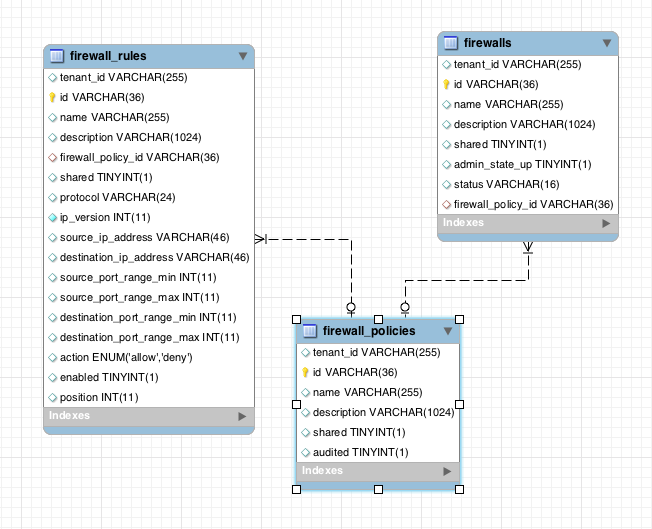 firewall_rules
tenant_id VARCHAR(255)
id VARCHAR(36)
name VARCHAR(255)
description VARCHAR(1024)
firewall_policy_id VARCHAR(36)
shared TINYINT(1)
protocol VARCHAR(24)
ip_version INT(11)
source_ip_address VARCHAR(46)
destination_ip_address VARCHAR(46)
source_port_range_min INT(11)
source_port_range_max INT(11)
destination_port_range_min INT(11)
destination_port_range_max INT(11)
action ENUM('allow','deny')
enabled TINYINT(1)
position INT(11)
Indexes
firewalls
tenant_id VARCHAR(255)
id VARCHAR(36)
name VARCHAR(255)
description VARCHAR(1024)
shared TINYINT(1)
admin_state_up TINYINT(1)
status VARCHAR(16)
firewall_policy_id VARCHAR(36)
Indexes
firewall_policies
tenant_id VARCHAR(255)
id VARCHAR(36)
name VARCHAR(255)
description VARCHAR(1024)
shared TINYINT(1)
audited TINYINT(1)
Indexes